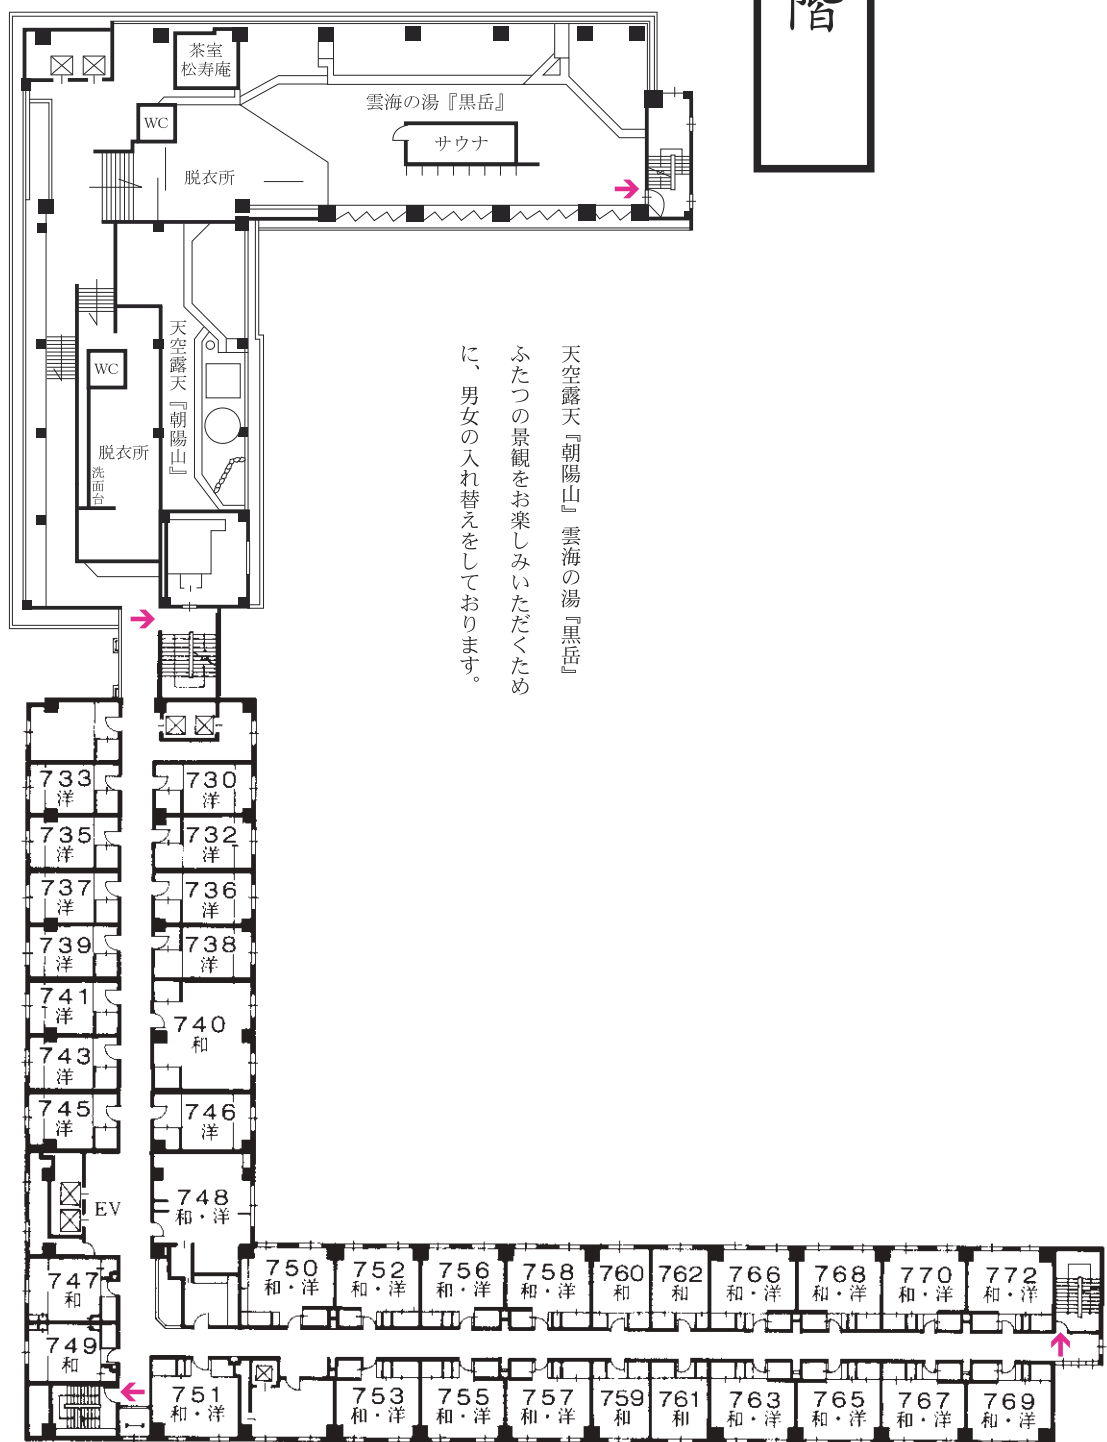 階
茶室
松寿庵
雲海の湯『黒岳』
WC
サウナ
脱衣所
天空露天『朝陽山』
WC
脱衣所
洗面台
天空露天『朝陽山』雲海の湯『黒岳』
ふたつの景観をお楽しみいただくため
に、男女の入れ替えをしております。
733
洋
730
洋
735
洋
732
洋
737
洋
736
洋
739
洋
738
洋
741
洋
740
和
743
洋
745
洋
746
洋
EV
748
和・洋
747
和
749
和
750
和・洋
752
和・洋
756
和・洋
758
和・洋
760
和
762
和
766
和・洋
768
和・洋
770
和・洋
772
和・洋
751
和・洋
753
和・洋
755
和・洋
757
和・洋
759
和
761
和
763
和・洋
765
和・洋
767
和・洋
769
和・洋